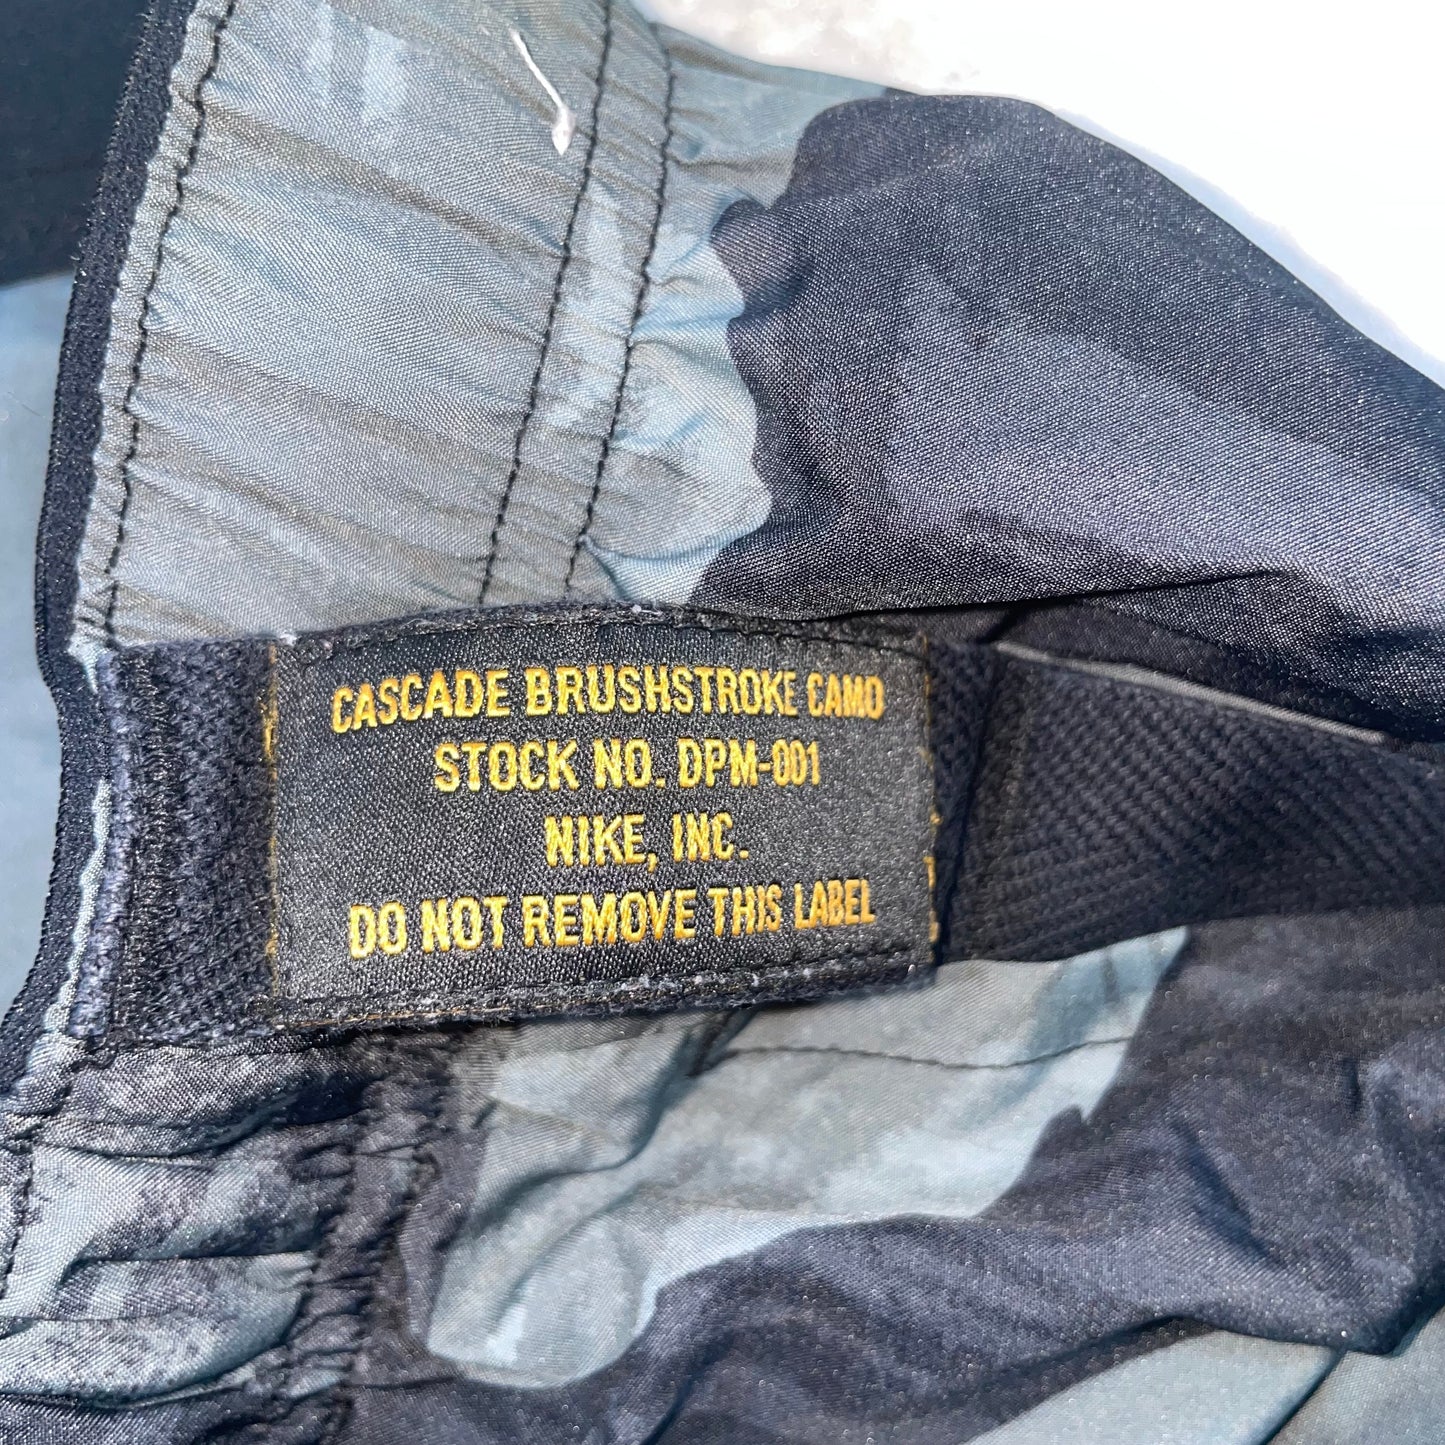 CASCADE BRUSHSTROKE CAMO
STOCK NO. DPM-001
NIKE, INC.
DO NOT REMOVE THIS LABEL